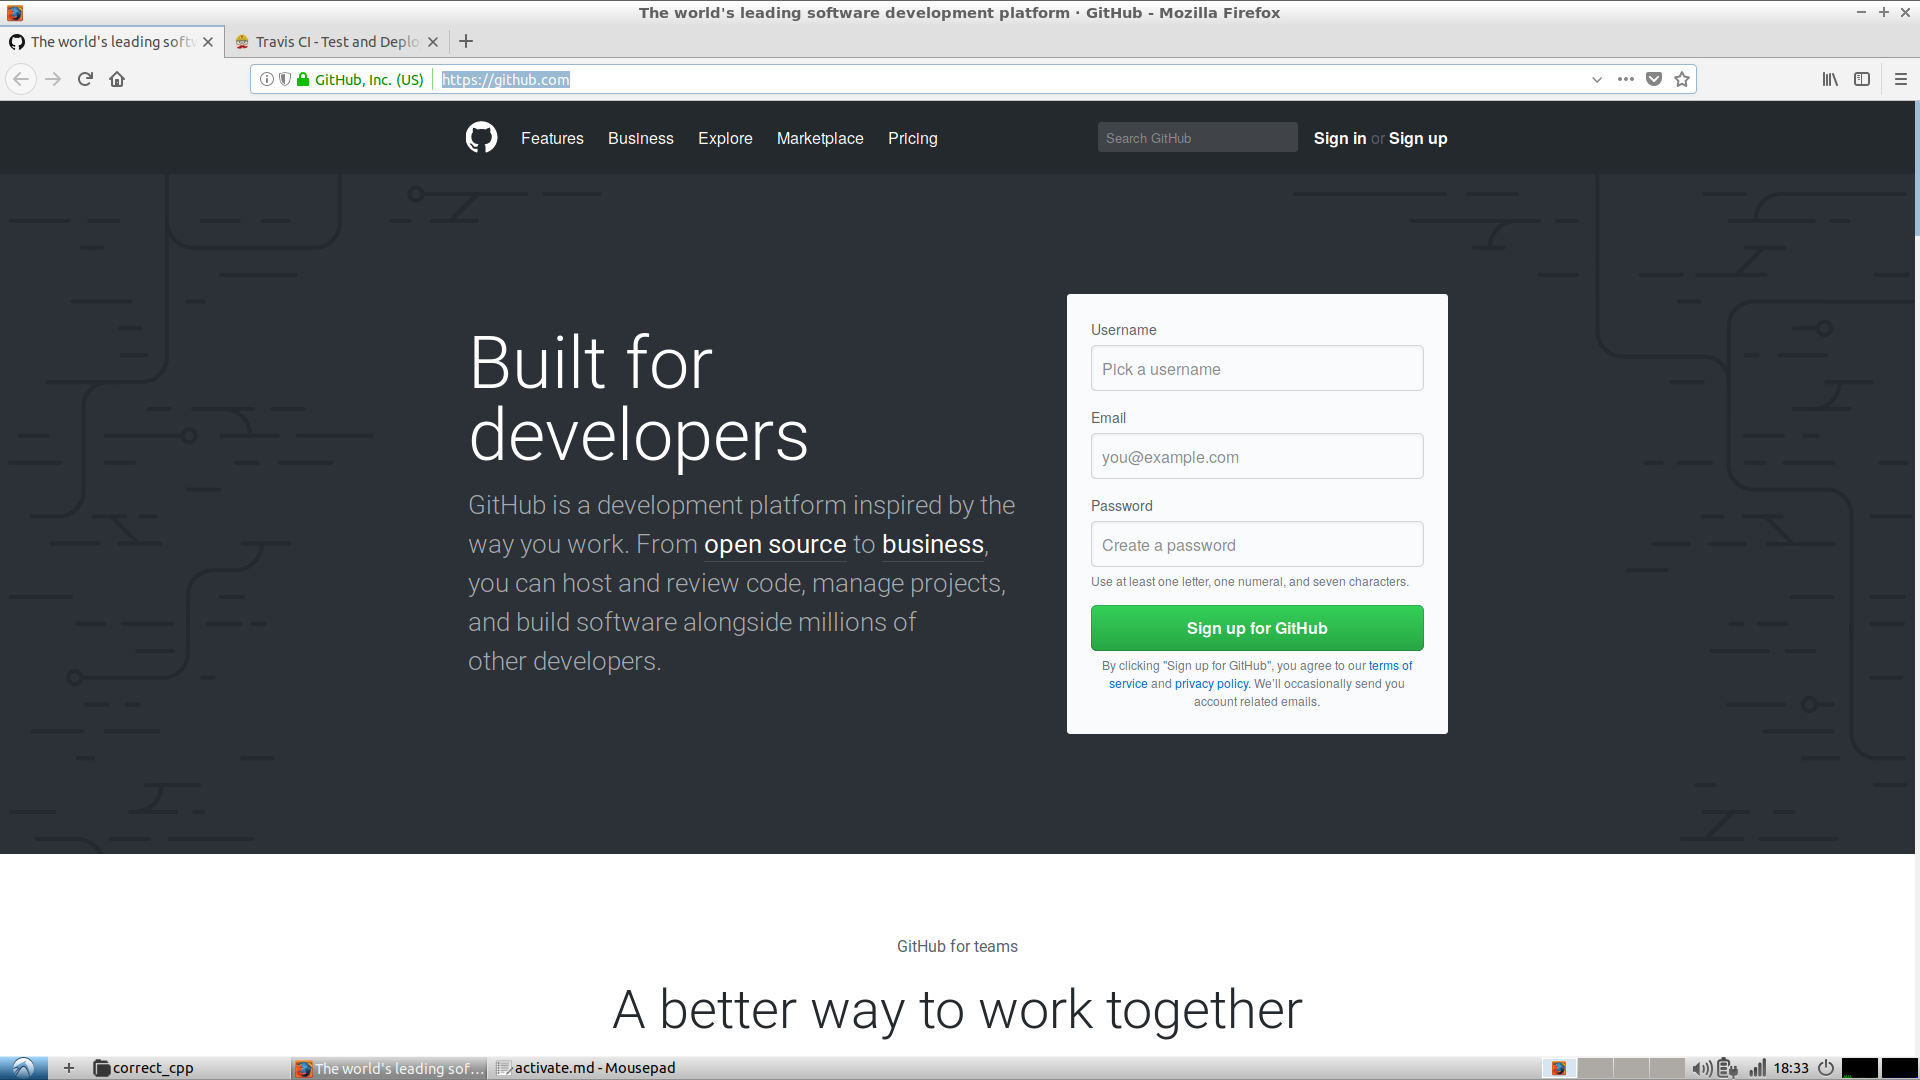 The world's leading software development platform · GitHub - Mozilla Firefox
The world's leading softw
Travis CI - Test and Deplo
GitHub, Inc. (US)
https://github.com
Features
Business
Explore
Marketplace
Pricing
Search GitHub
Sign in or Sign up
Built for
developers
GitHub is a development platform inspired by the
way you work. From open source to business,
you can host and review code, manage projects,
and build software alongside millions of
other developers.
Username
Pick a username
Email
you@example.com
Password
Create a password
Use at least one letter, one numeral, and seven characters.
Sign up for GitHub
By clicking "Sign up for GitHub", you agree to our terms of
service and privacy policy. We'll occasionally send you
account related emails.
GitHub for teams
A better way to work together
correct_cpp
The world's leading sof...
activate.md - Mousepad
18:33